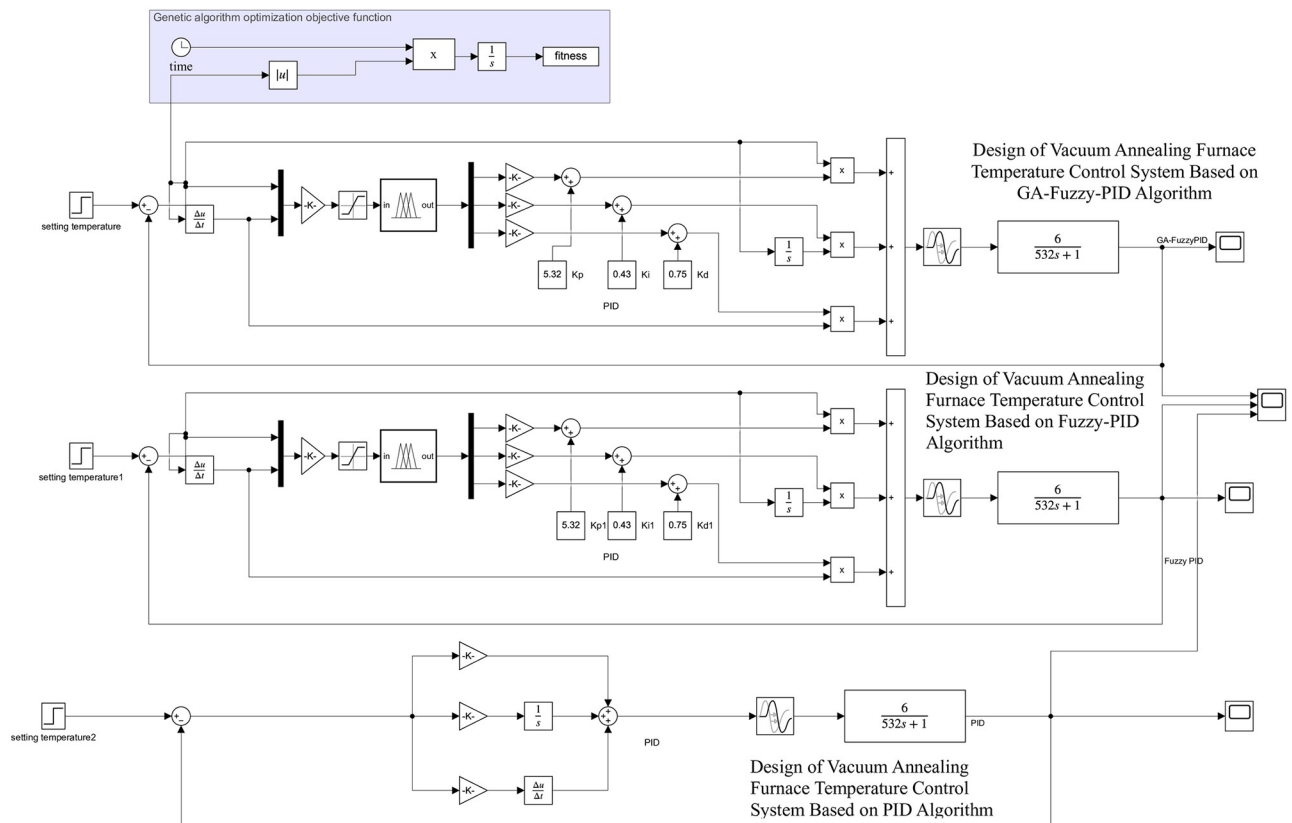 Genetic algorithm optimization objective function
time
|u|
x
1
s
fitness
Design of Vacuum Annealing Furnace
Temperature Control System Based on
GA-Fuzzy-PID Algorithm
setting temperature
+
−
Δu
Δt
-K-
in
out
-K-
-K-
-K-
+
+
+
+
+
+
5.32
Kp
0.43
Ki
0.75
Kd
PID
1
s
x
x
x
+
+
+
6
532s + 1
GA-FuzzyPID
Design of Vacuum Annealing
Furnace Temperature Control
System Based on Fuzzy-PID
Algorithm
setting temperature1
+
−
Δu
Δt
-K-
in
out
-K-
-K-
-K-
+
+
+
+
+
+
5.32
Kp1
0.43
Ki1
0.75
Kd1
PID
1
s
x
x
x
+
+
+
6
532s + 1
Fuzzy PID
setting temperature2
+
−
-K-
-K-
-K-
1
s
Δu
Δt
+
+
+
PID
6
532s + 1
PID
Design of Vacuum Annealing
Furnace Temperature Control
System Based on PID Algorithm